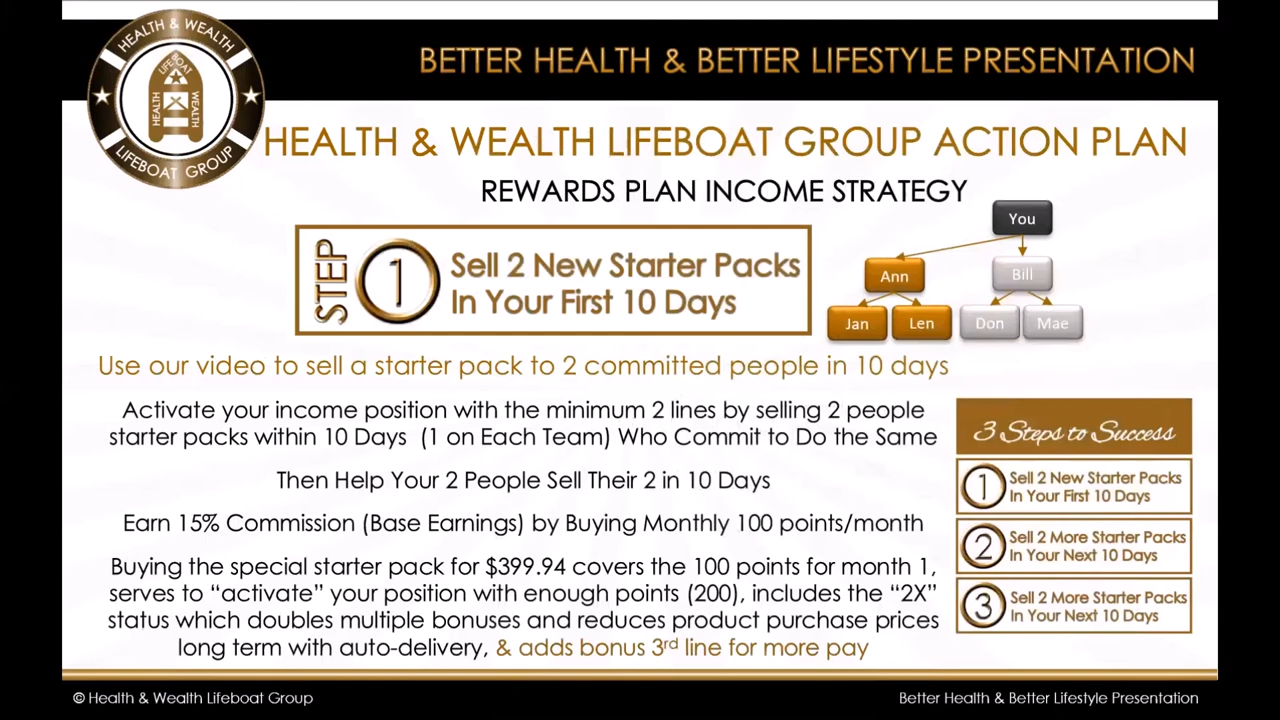 HEALTH & WEALTH
LIFEBOAT
HEALTH
WEALTH
LIFEBOAT GROUP
BETTER HEALTH & BETTER LIFESTYLE PRESENTATION
HEALTH & WEALTH LIFEBOAT GROUP ACTION PLAN
REWARDS PLAN INCOME STRATEGY
STEP
1
Sell 2 New Starter Packs
In Your First 10 Days
You
Ann
Bill
Jan
Len
Don
Mae
Use our video to sell a starter pack to 2 committed people in 10 days
Activate your income position with the minimum 2 lines by selling 2 people
starter packs within 10 Days (1 on Each Team) Who Commit to Do the Same
Then Help Your 2 People Sell Their 2 in 10 Days
Earn 15% Commission (Base Earnings) by Buying Monthly 100 points/month
Buying the special starter pack for $399.94 covers the 100 points for month 1,
serves to “activate” your position with enough points (200), includes the “2X”
status which doubles multiple bonuses and reduces product purchase prices
long term with auto-delivery, & adds bonus 3rd line for more pay
3 Steps to Success
1
Sell 2 New Starter Packs
In Your First 10 Days
2
Sell 2 More Starter Packs
In Your Next 10 Days
3
Sell 2 More Starter Packs
In Your Next 10 Days
© Health & Wealth Lifeboat Group
Better Health & Better Lifestyle Presentation